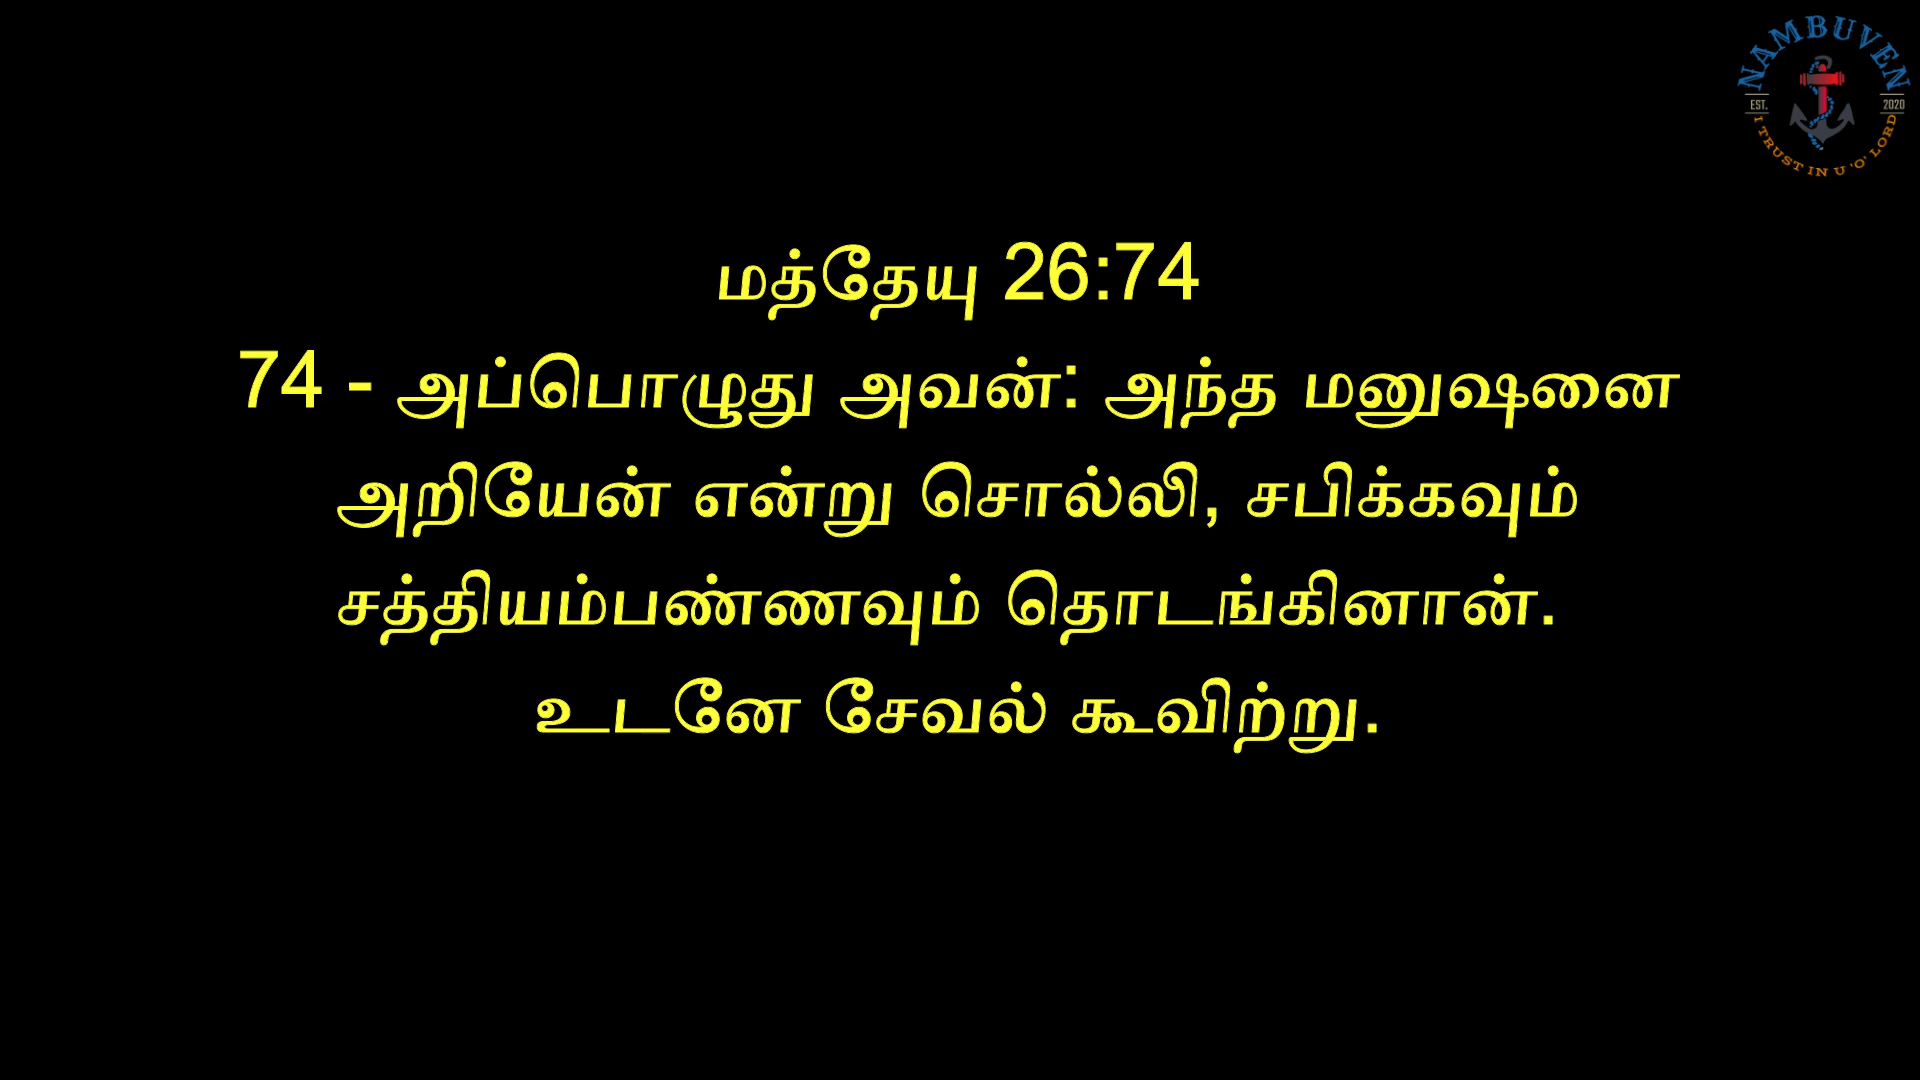 NAMBUVEN
EST. 2020
I TRUST IN U 'O' LORD
மத்தேயு 26:74
74 - அப்பொழுது அவன்: அந்த மனுஷனை
அறியேன் என்று சொல்லி, சபிக்கவும்
சத்தியம்பண்ணவும் தொடங்கினான்.
உடனே சேவல் கூவிற்று.